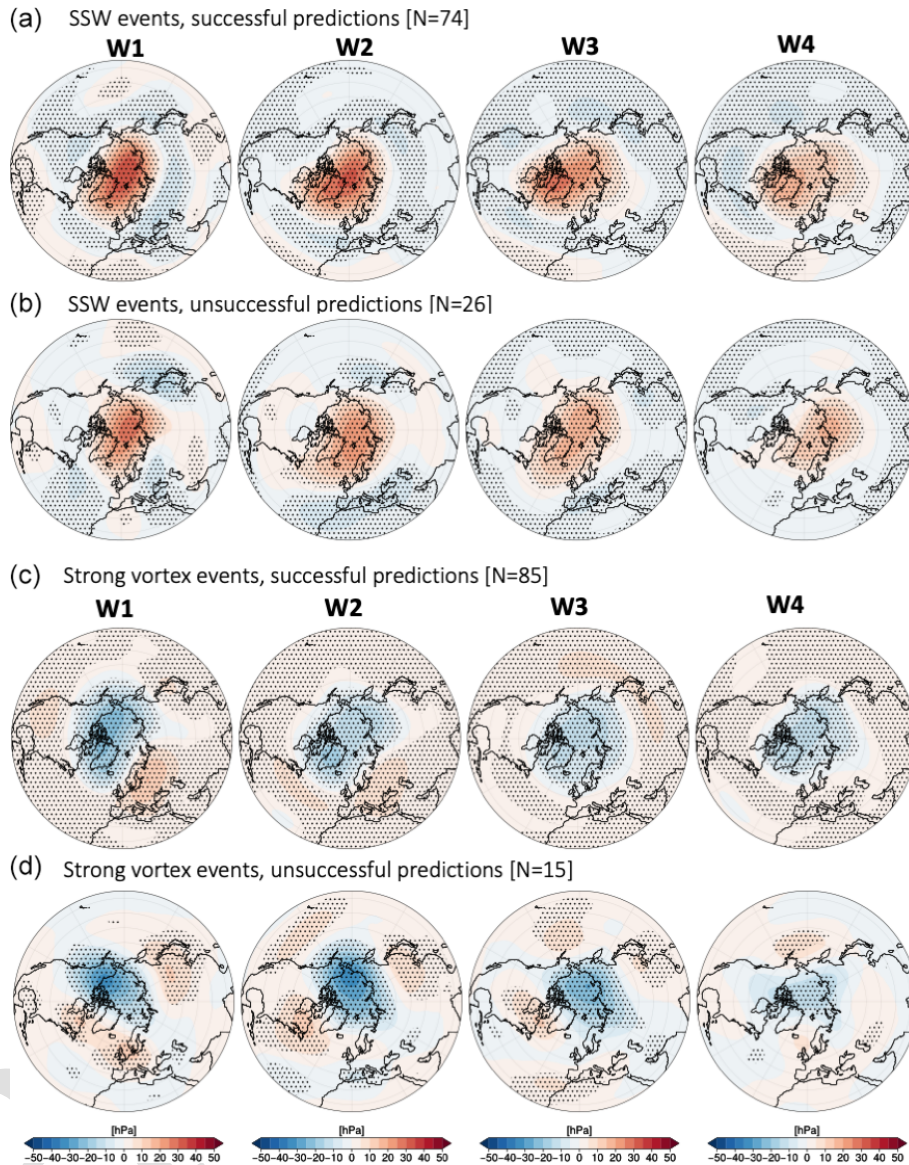 (a) SSW events, successful predictions [N=74]
W1 W2 W3 W4
(b) SSW events, unsuccessful predictions [N=26]
(c) Strong vortex events, successful predictions [N=85]
W1 W2 W3 W4
(d) Strong vortex events, unsuccessful predictions [N=15]
[hPa] [hPa] [hPa] [hPa]
-50-40-30-20-10 0 10 20 30 40 50 -50-40-30-20-10 0 10 20 30 40 50 -50-40-30-20-10 0 10 20 30 40 50 -50-40-30-20-10 0 10 20 30 40 50